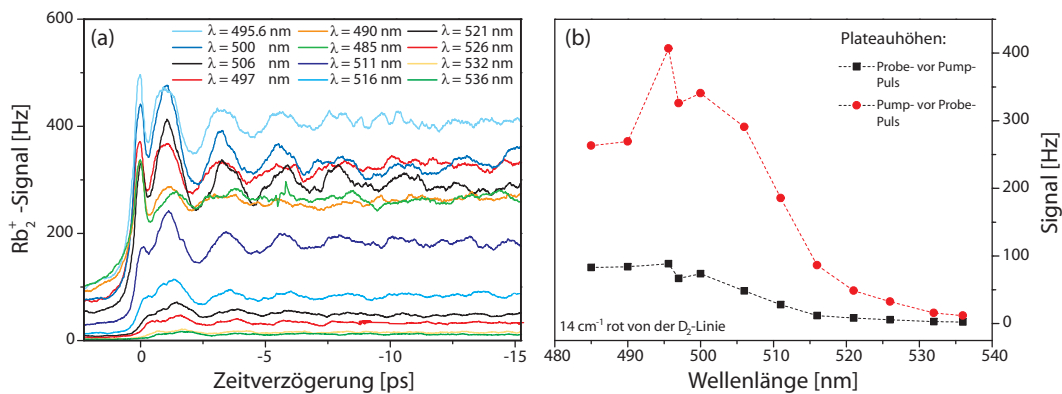 (a)
λ = 495.6 nm
λ = 500 nm
λ = 506 nm
λ = 497 nm
λ = 490 nm
λ = 485 nm
λ = 511 nm
λ = 516 nm
λ = 521 nm
λ = 526 nm
λ = 532 nm
λ = 536 nm
600
400
200
0
Rb₂⁺ -Signal [Hz]
0 -5 -10 -15
Zeitverzögerung [ps]
(b)
Plateauhöhen:
Probe- vor Pump-
Puls
Pump- vor Probe-
Puls
14 cm⁻¹ rot von der D₂-Linie
400
300
200
100
0
Signal [Hz]
480 490 500 510 520 530 540
Wellenlänge [nm]